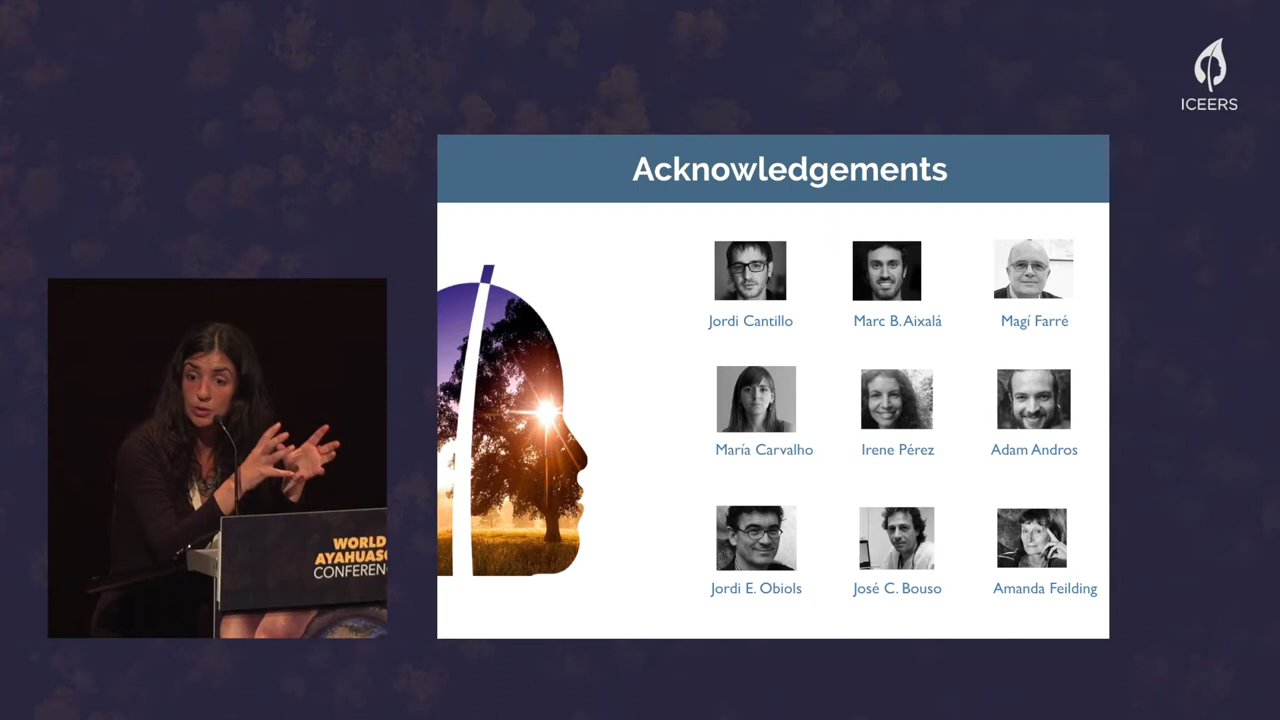 ICEERS
Acknowledgements
Jordi Cantillo
Marc B. Aixalá
Magí Farré
María Carvalho
Irene Pérez
Adam Andros
Jordi E. Obiols
José C. Bouso
Amanda Feilding
WORLD
AYAHUASC
CONFEREN